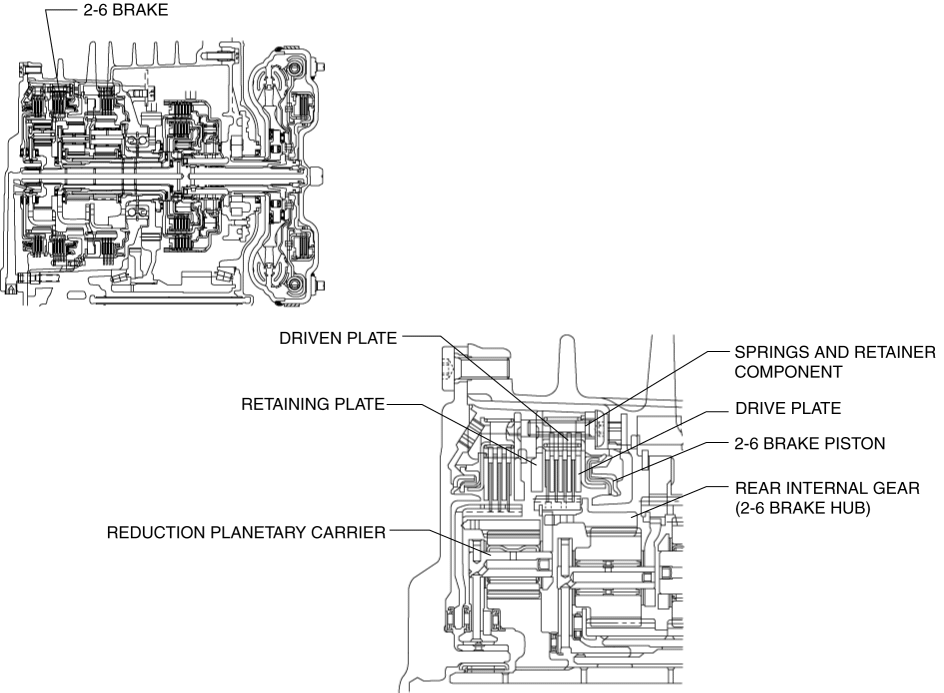 2-6 BRAKE
DRIVEN PLATE
SPRINGS AND RETAINER
COMPONENT
RETAINING PLATE
DRIVE PLATE
2-6 BRAKE PISTON
REAR INTERNAL GEAR
(2-6 BRAKE HUB)
REDUCTION PLANETARY CARRIER